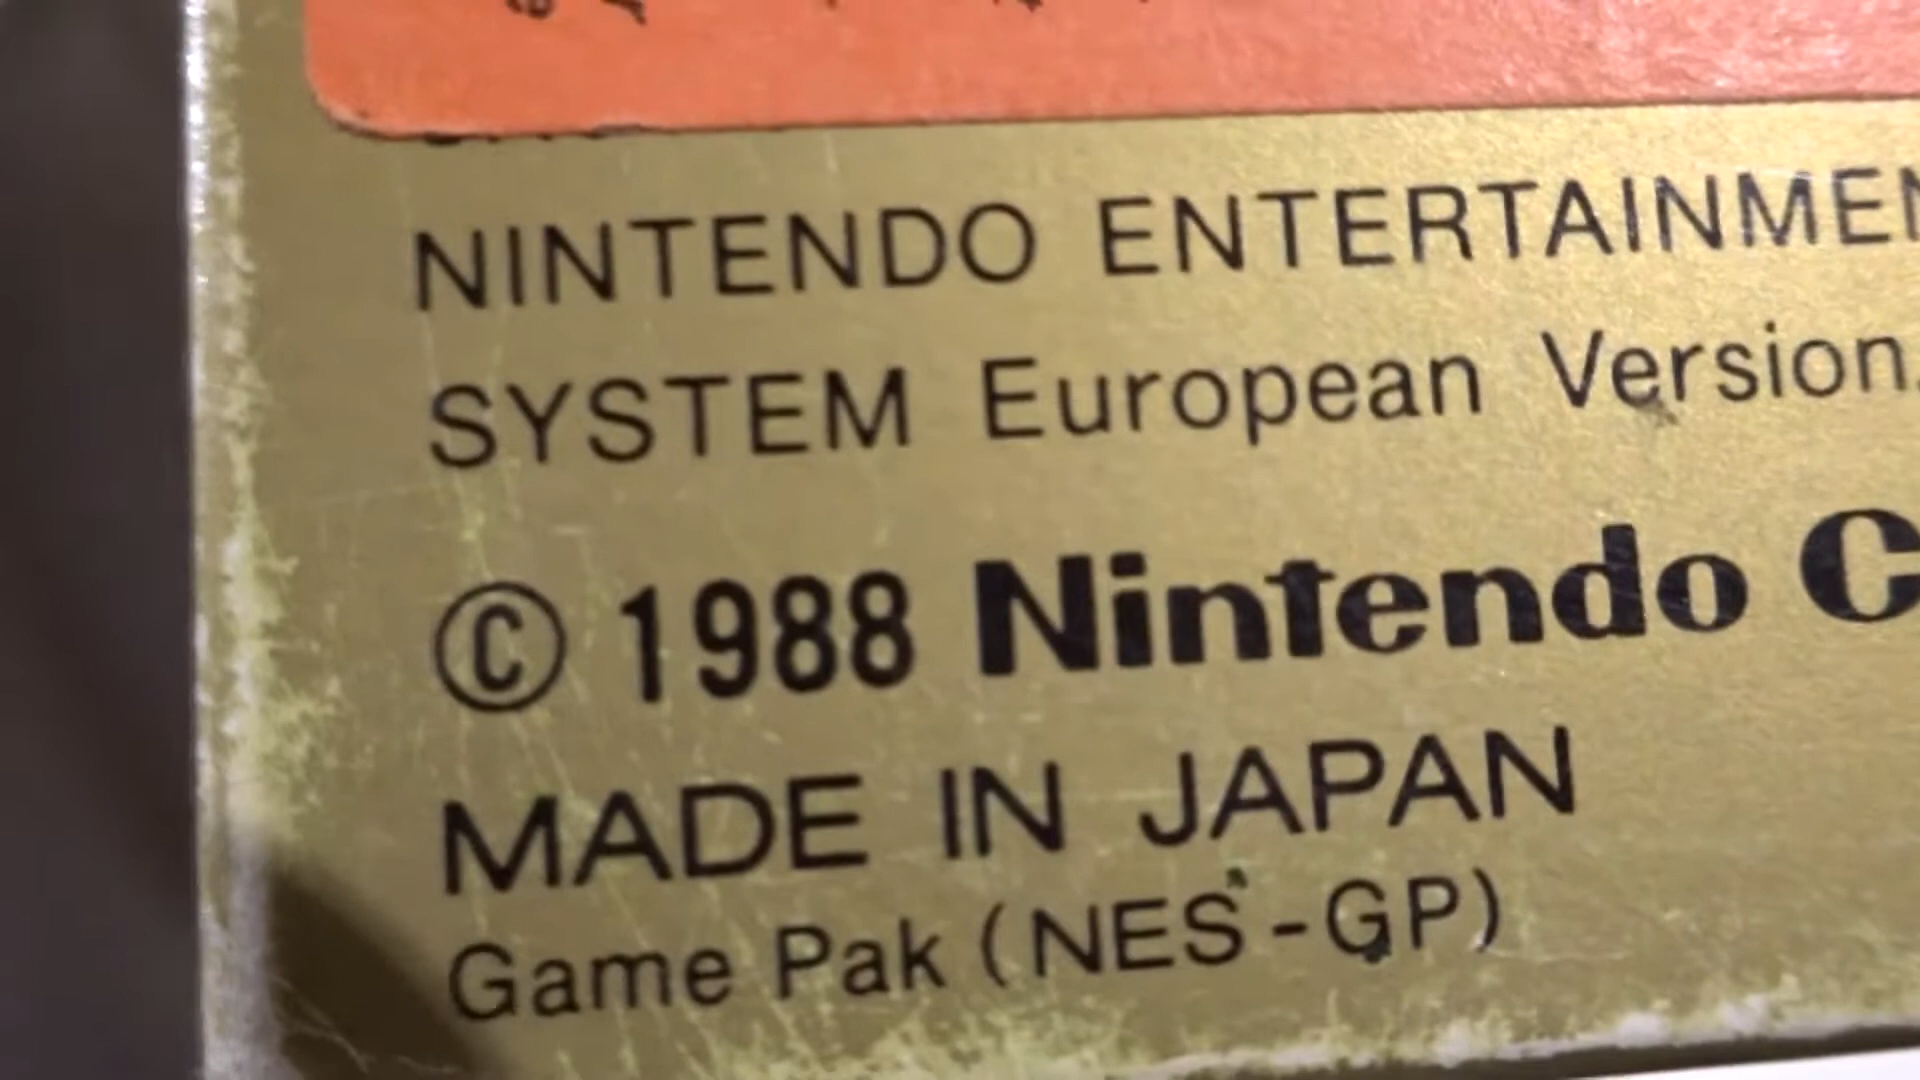 NINTENDO ENTERTAINMEN
SYSTEM European Version.
© 1988 Nintendo C
MADE IN JAPAN
Game Pak (NES-GP)